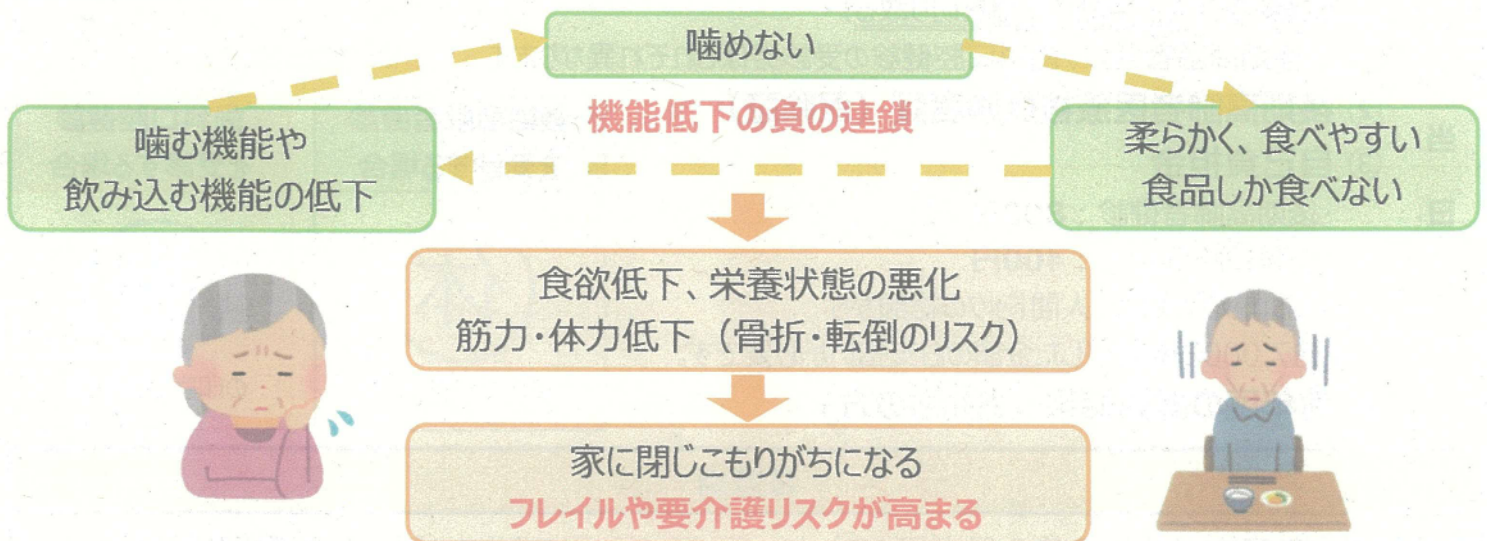 噛めない
機能低下の負の連鎖
噛む機能や
飲み込む機能の低下
柔らかく、食べやすい
食品しか食べない
食欲低下、栄養状態の悪化
筋力・体力低下（骨折・転倒のリスク）
家に閉じこもりがちになる
フレイルや要介護リスクが高まる